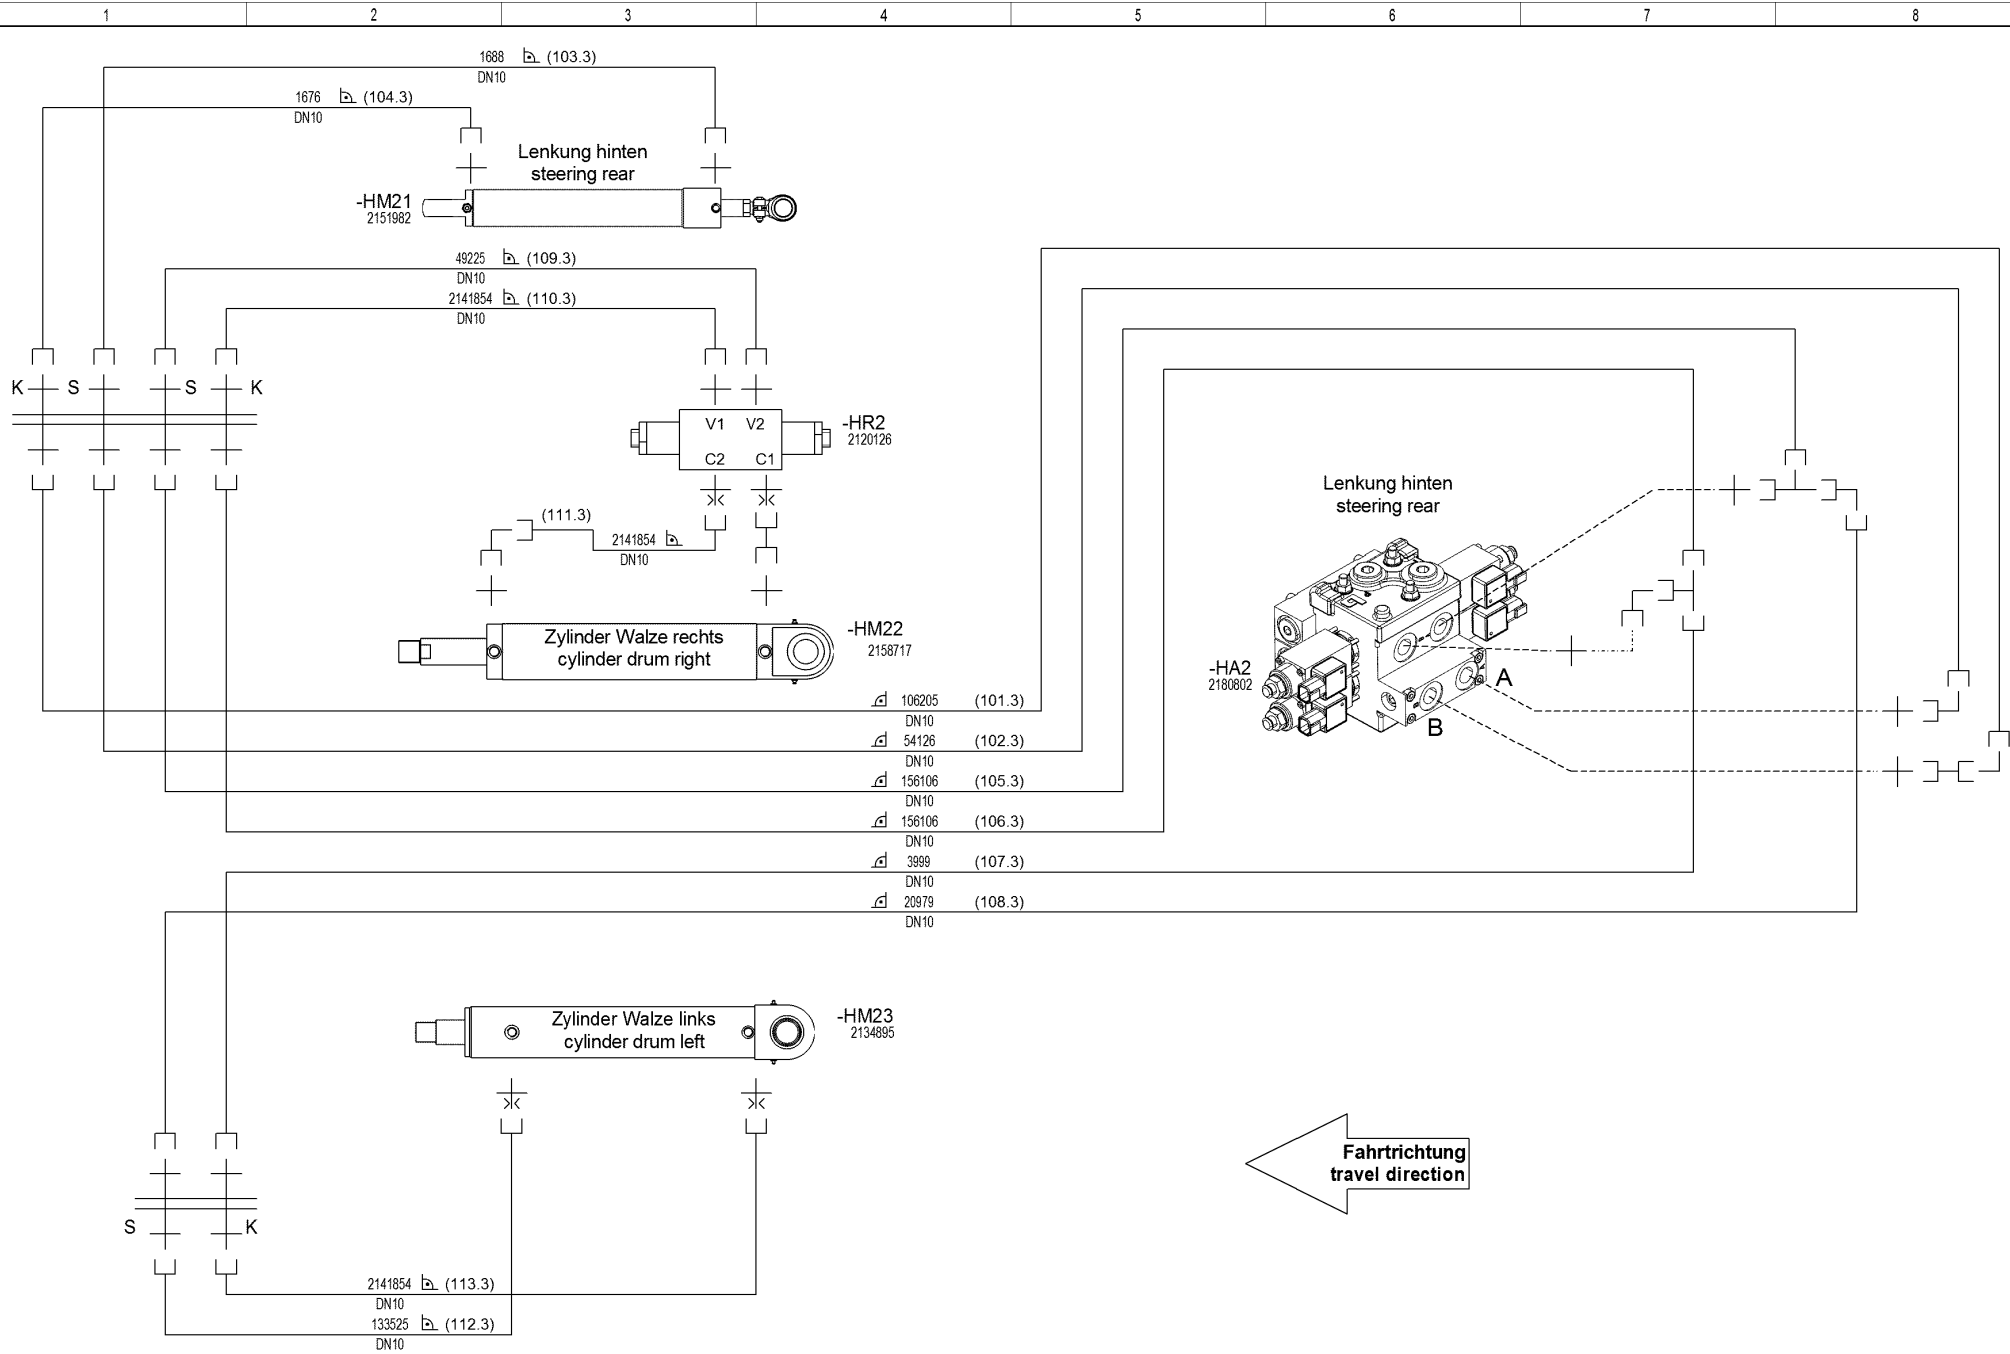 1 2 3 4 5 6 7 8
1688 (103.3)
DN10
1676 (104.3)
DN10
Lenkung hinten
steering rear
-HM21
2151982
49225 (109.3)
DN10
2141854 (110.3)
DN10
K S S K
V1 V2
C2 C1
-HR2
2120126
(111.3)
2141854
DN10
Lenkung hinten
steering rear
Zylinder Walze rechts
cylinder drum right
-HM22
2158717
-HA2
2180802
A
B
106205 (101.3)
DN10
54126 (102.3)
DN10
156106 (105.3)
DN10
156106 (106.3)
DN10
3999 (107.3)
DN10
20979 (108.3)
DN10
Zylinder Walze links
cylinder drum left
-HM23
2134895
Fahrtrichtung
travel direction
S K
2141854 (113.3)
DN10
133525 (112.3)
DN10